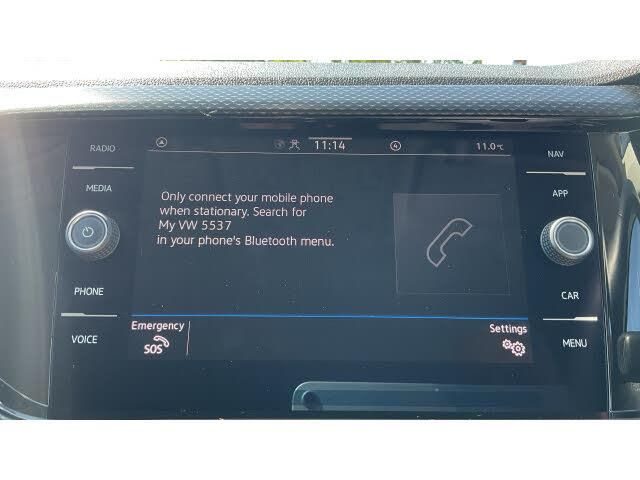 RADIO
11:14
4
11.0°C
NAV
MEDIA
APP
Only connect your mobile phone
when stationary. Search for
My VW 5537
in your phone's Bluetooth menu.
PHONE
CAR
Emergency
SOS
Settings
VOICE
MENU